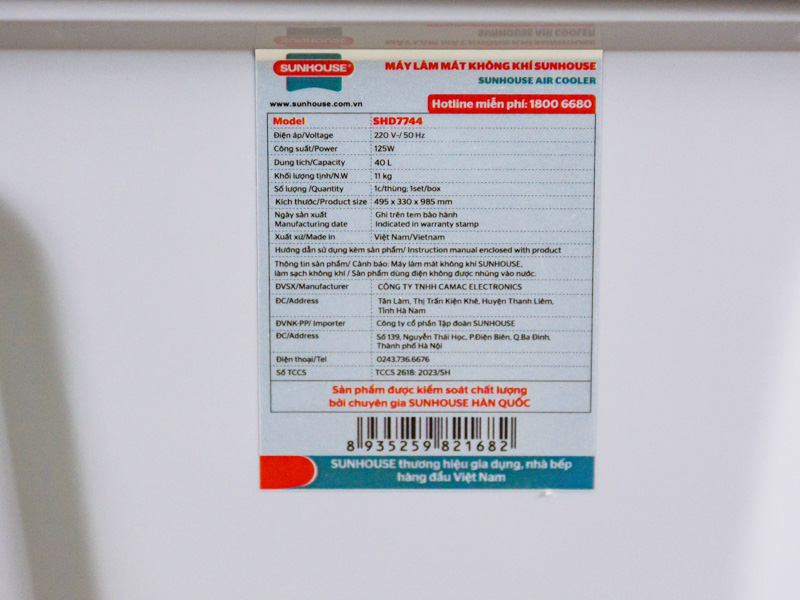 SUNHOUSE®
MÁY LÀM MÁT KHÔNG KHÍ SUNHOUSE
SUNHOUSE AIR COOLER
www.sunhouse.com.vn
Hotline miễn phí: 1800 6680
Model SHD7744
Điện áp/Voltage 220 V~/ 50 Hz
Công suất/Power 125W
Dung tích/Capacity 40 L
Khối lượng tịnh/N.W 11 kg
Số lượng /Quantity 1c/thùng; 1set/box
Kích thước/Product size 495 x 330 x 985 mm
Ngày sản xuất Ghi trên tem bảo hành
Manufacturing date Indicated in warranty stamp
Xuất xứ/Made in Việt Nam/Vietnam
Hướng dẫn sử dụng kèm sản phẩm/ Instruction manual enclosed with product
Thông tin sản phẩm/ Cảnh báo: Máy làm mát không khí SUNHOUSE,
làm sạch không khí / Sản phẩm dùng điện không được nhúng vào nước.
ĐVSX/Manufacturer CÔNG TY TNHH CAMAC ELECTRONICS
ĐC/Address Tân Lâm, Thị Trấn Kiện Khê, Huyện Thanh Liêm,
Tỉnh Hà Nam
ĐVNK-PP/ Importer Công ty cổ phần Tập đoàn SUNHOUSE
ĐC/Address Số 139, Nguyễn Thái Học, P.Điện Biên, Q.Ba Đình,
Thành phố Hà Nội
Điện thoại/Tel 0243.736.6676
Số TCCS TCCS 2618: 2023/SH
Sản phẩm được kiểm soát chất lượng
bởi chuyên gia SUNHOUSE HÀN QUỐC
8 935259 821682
SUNHOUSE thương hiệu gia dụng, nhà bếp
hàng đầu Việt Nam